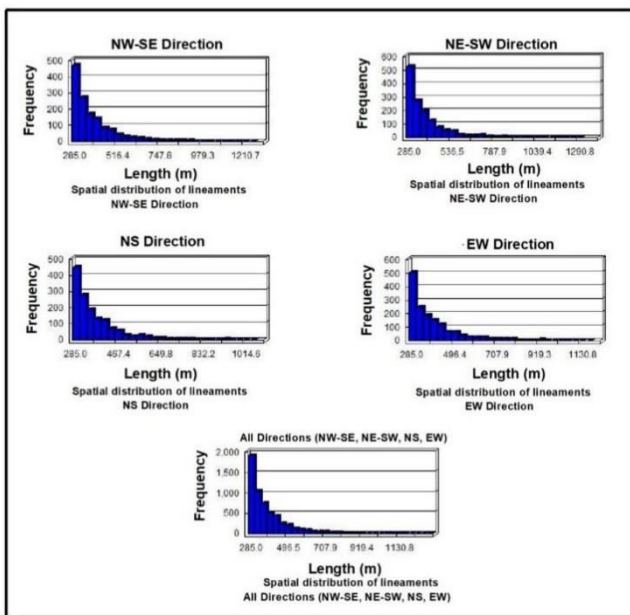 NW-SE Direction
Frequency
500
400
300
200
100
0
285.0 516.4 747.8 979.3 1210.7
Length (m)
Spatial distribution of lineaments
NW-SE Direction
NE-SW Direction
Frequency
600
500
400
300
200
100
0
285.0 536.5 787.9 1039.4 1290.8
Length (m)
Spatial distribution of lineaments
NE-SW Direction
NS Direction
Frequency
500
400
300
200
100
0
285.0 467.4 649.8 832.2 1014.6
Length (m)
Spatial distribution of lineaments
NS Direction
EW Direction
Frequency
600
500
400
300
200
100
0
285.0 496.4 707.9 919.3 1130.8
Length (m)
Spatial distribution of lineaments
EW Direction
All Directions (NW-SE, NE-SW, NS, EW)
Frequency
2,000
1,500
1,000
500
0
285.0 496.5 707.9 919.4 1130.8
Length (m)
Spatial distribution of lineaments
All Directions (NW-SE, NE-SW, NS, EW)